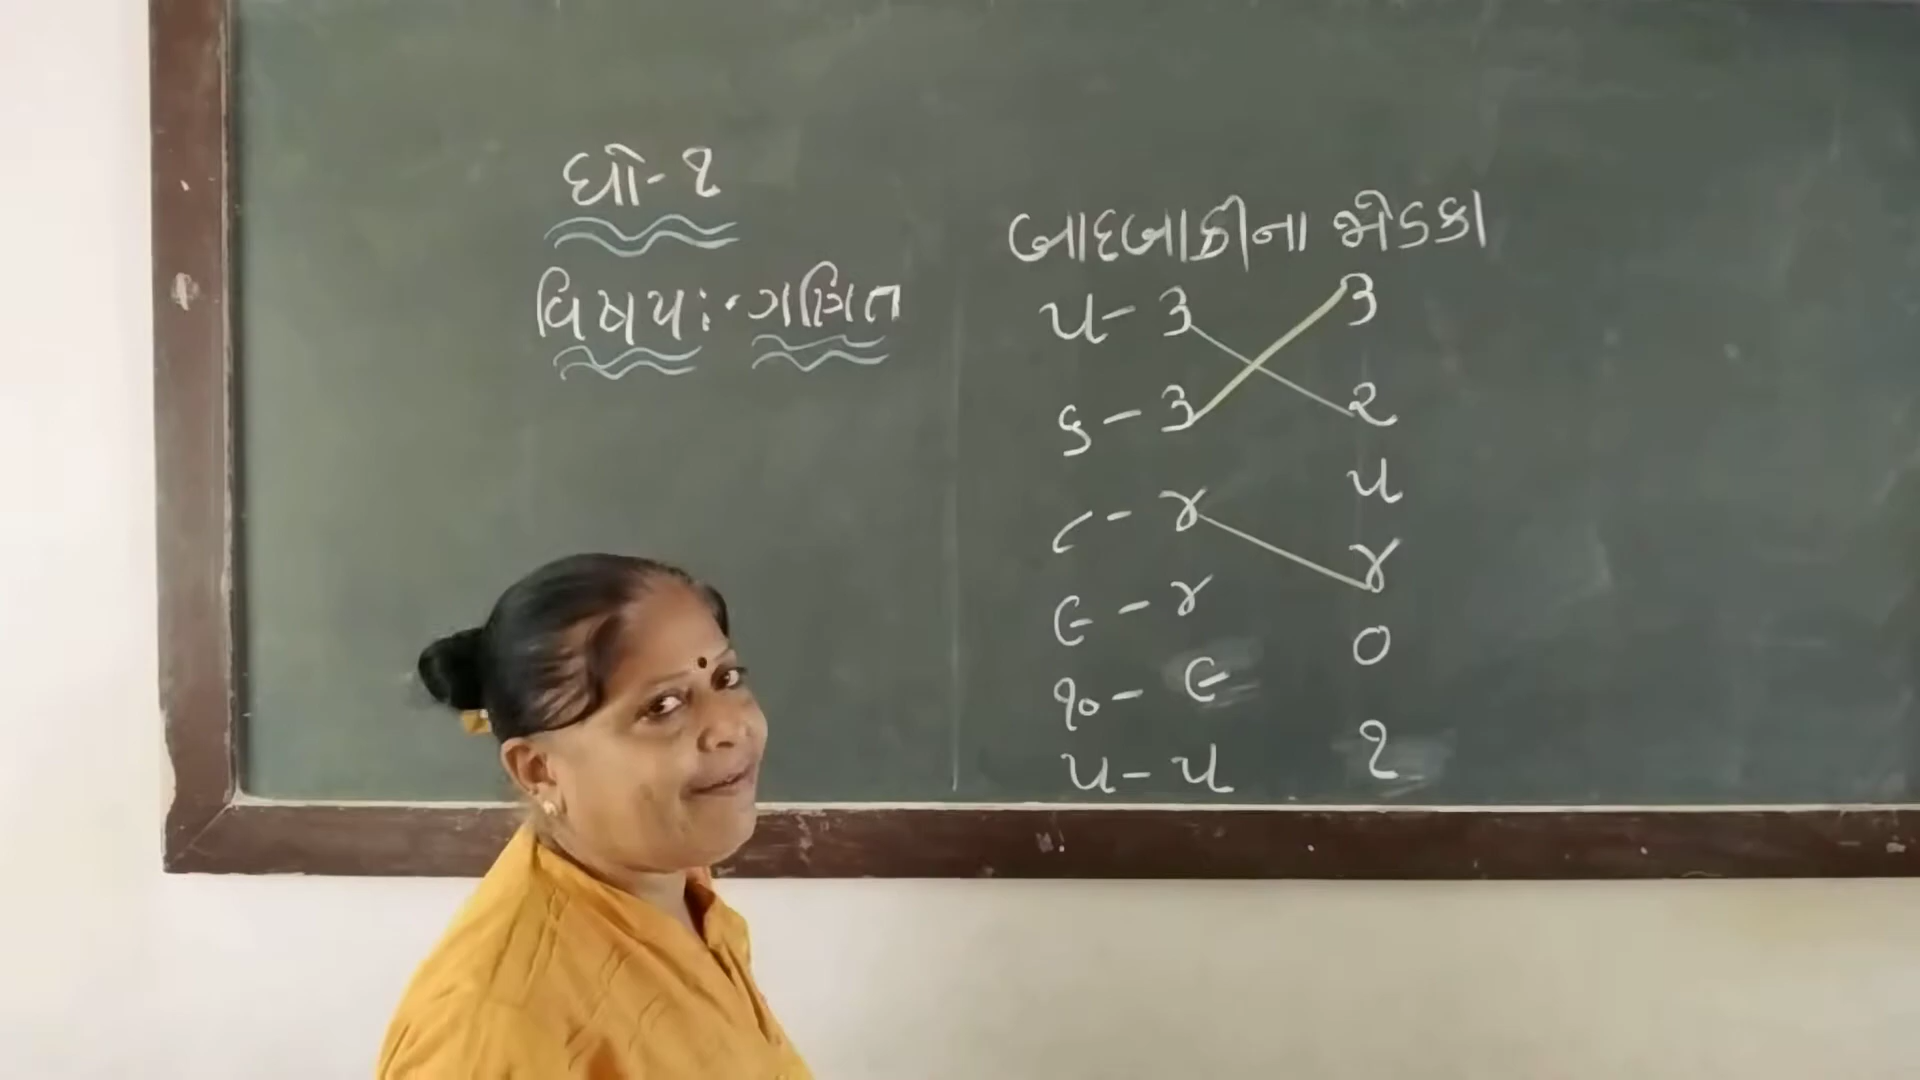 ધો-૧
વિષય:-ગણિત
બાદબાકીના જોડકા
૫-૩ ૩
૬-૩ ૨
૮-૪ ૫
૯-૪ ૪
૧૦-૯ ૦
૫-૫ ૧